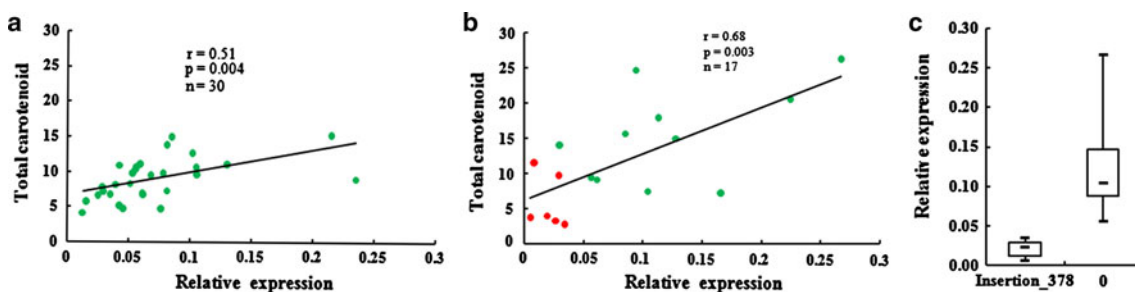 a
r = 0.51
p = 0.004
n = 30
Total carotenoid
30
25
20
15
10
5
0
0 0.05 0.1 0.15 0.2 0.25 0.3
Relative expression
b
r = 0.68
p = 0.003
n = 17
Total carotenoid
30
25
20
15
10
5
0
0 0.05 0.1 0.15 0.2 0.25 0.3
Relative expression
c
Relative expression
0.30
0.25
0.20
0.15
0.10
0.05
0.00
Insertion_378 0